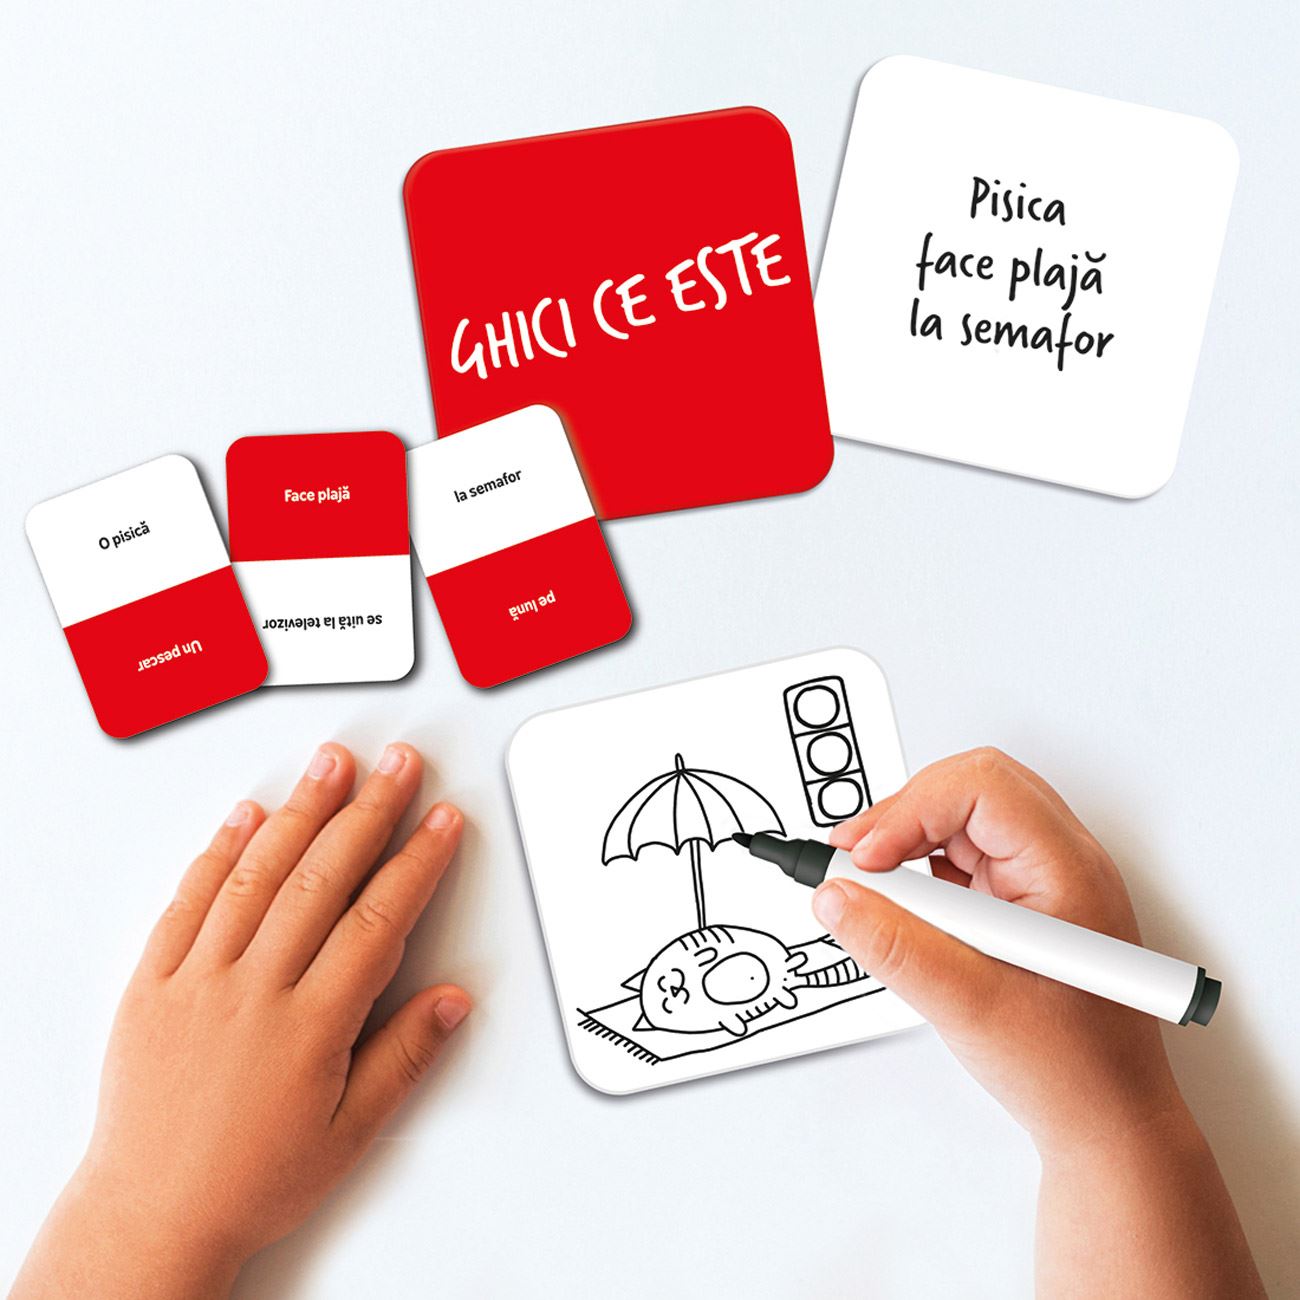 GHICI CE ESTE
Pisica
face plajă
la semafor
O pisică
Un pescar
Face plajă
se uită la televizor
la semafor
pe lună